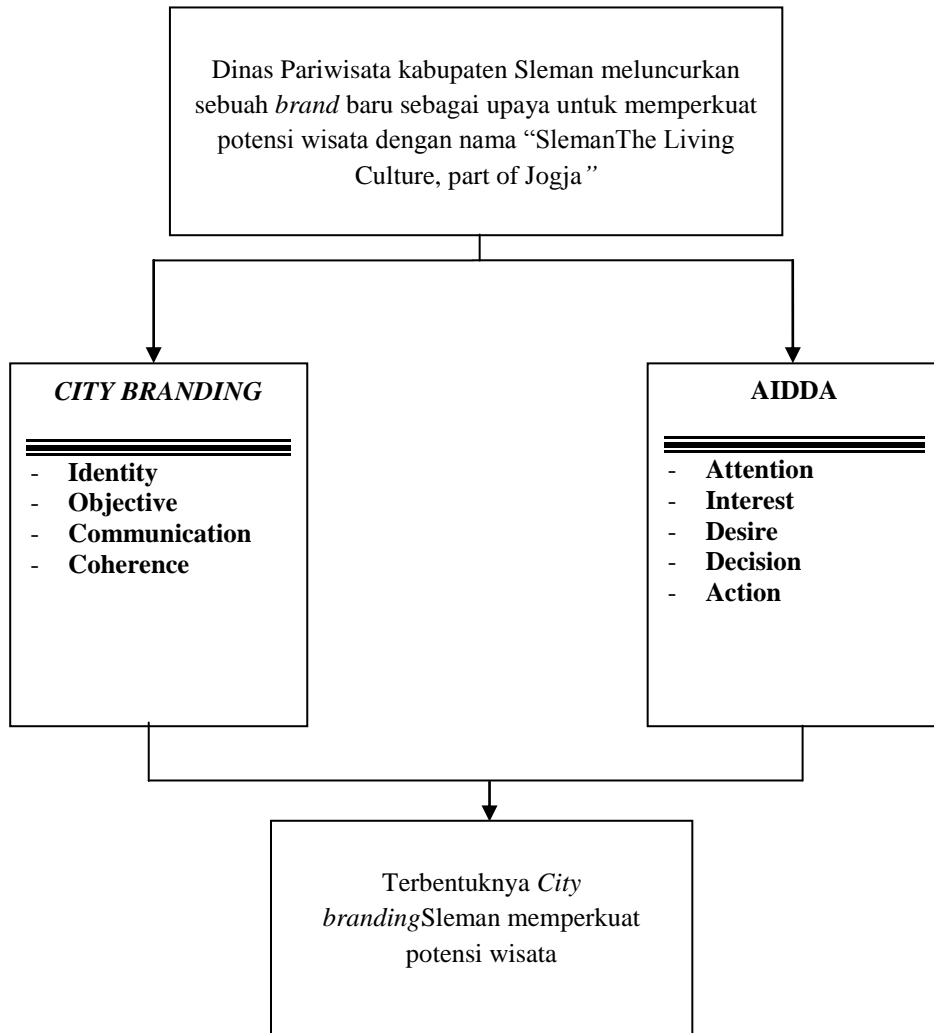 Dinas Pariwisata kabupaten Sleman meluncurkan
sebuah brand baru sebagai upaya untuk memperkuat
potensi wisata dengan nama “SlemanThe Living
Culture, part of Jogja”
CITY BRANDING
- Identity
- Objective
- Communication
- Coherence
AIDDA
- Attention
- Interest
- Desire
- Decision
- Action
Terbentuknya City
brandingSleman memperkuat
potensi wisata